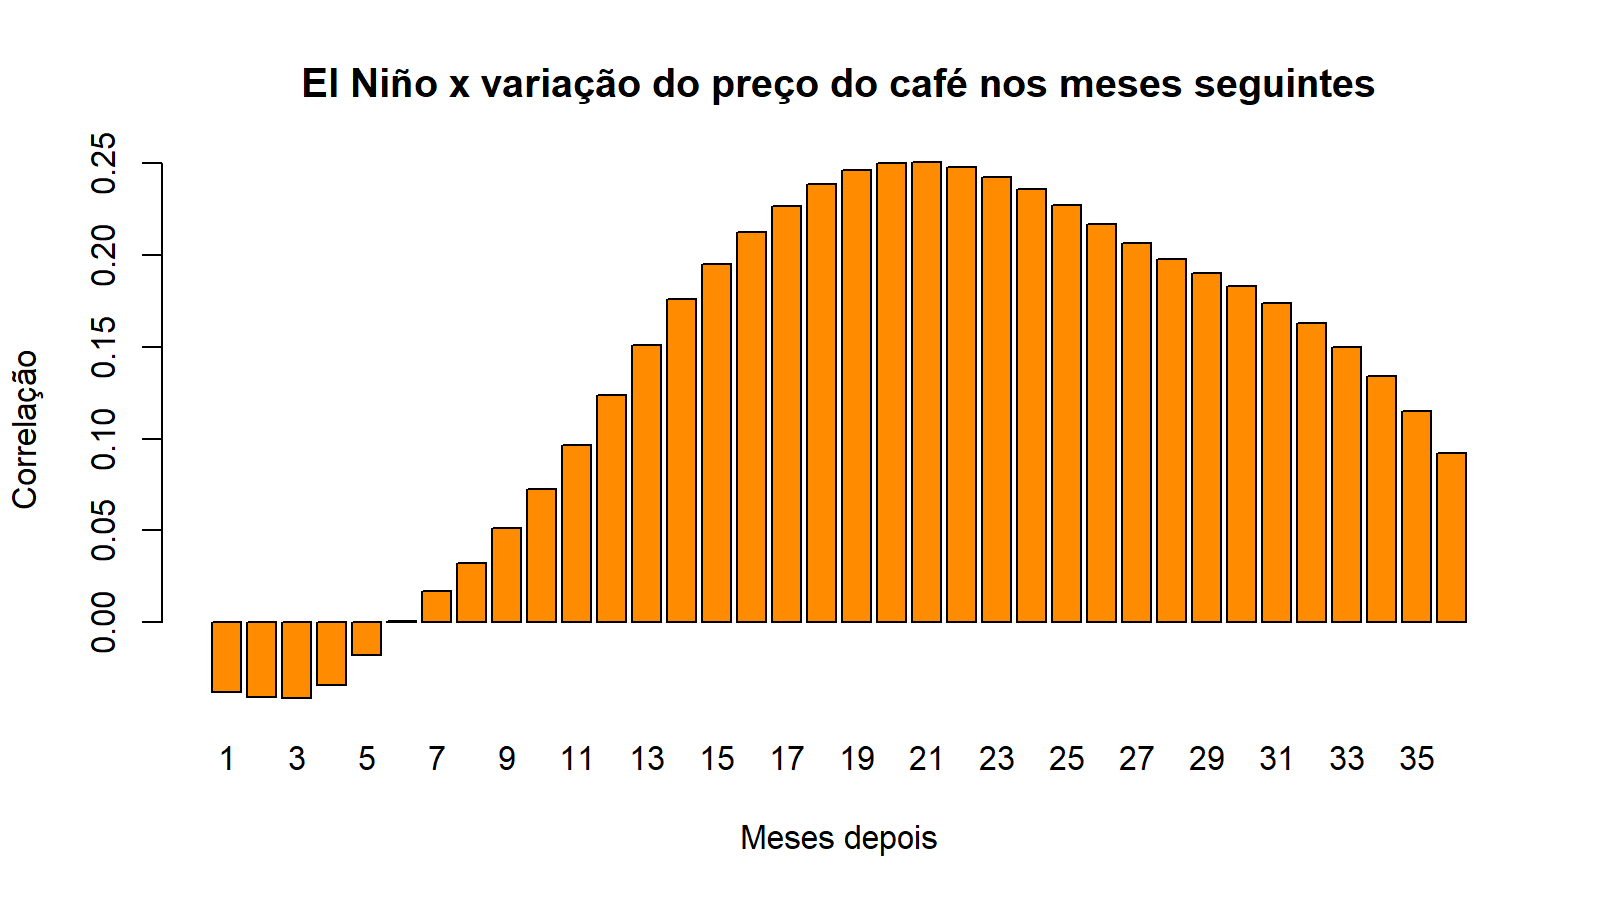 El Niño x variação do preço do café nos meses seguintes
Correlação
0.25
0.20
0.15
0.10
0.05
0.00
1 3 5 7 9 11 13 15 17 19 21 23 25 27 29 31 33 35
Meses depois